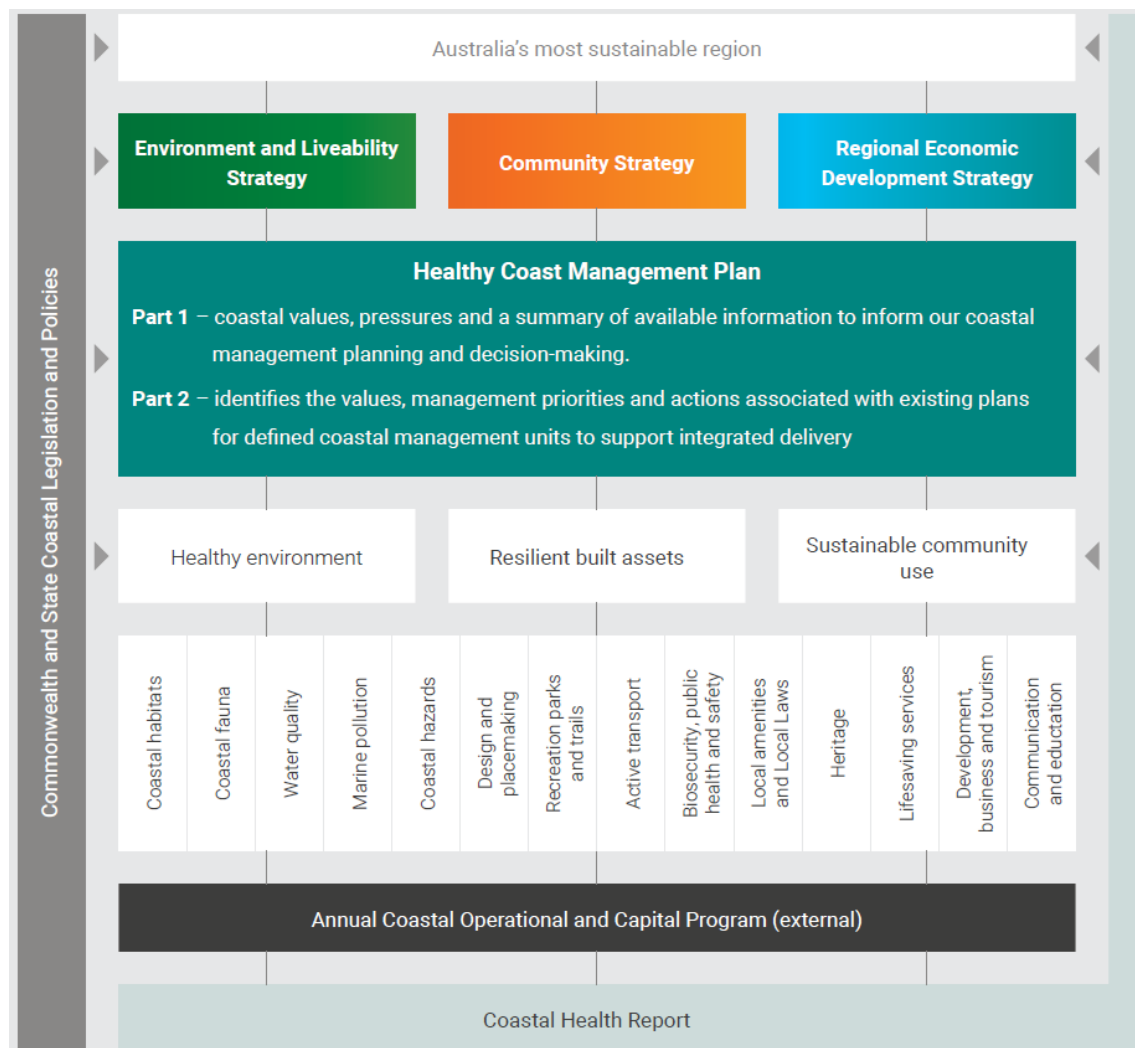 Commonwealth and State Coastal Legislation and Policies
Australia's most sustainable region
Environment and Liveability
Strategy
Community Strategy
Regional Economic
Development Strategy
Healthy Coast Management Plan
Part 1 – coastal values, pressures and a summary of available information to inform our coastal
management planning and decision-making.
Part 2 – identifies the values, management priorities and actions associated with existing plans
for defined coastal management units to support integrated delivery
Healthy environment
Resilient built assets
Sustainable community
use
Coastal habitats
Coastal fauna
Water quality
Marine pollution
Coastal hazards
Design and
placemaking
Recreation parks
and trails
Active transport
Biosecurity, public
health and safety
Local amenities
and Local Laws
Heritage
Lifesaving services
Development,
business and tourism
Communication
and eductation
Annual Coastal Operational and Capital Program (external)
Coastal Health Report